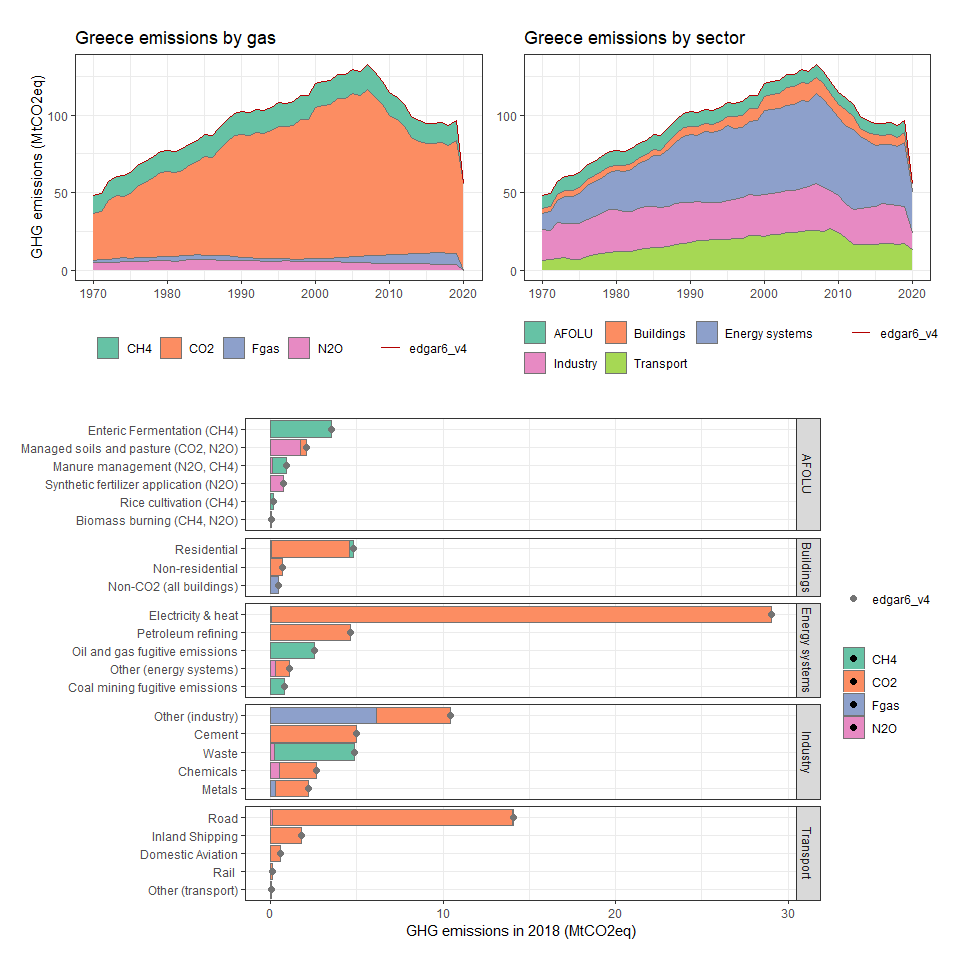 Greece emissions by gas
GHG emissions (MtCO2eq)
100
50
0
1970
1980
1990
2000
2010
2020
CH4
CO2
Fgas
N2O
edgar6_v4
Greece emissions by sector
100
50
0
1970
1980
1990
2000
2010
2020
AFOLU
Buildings
Energy systems
edgar6_v4
Industry
Transport
Enteric Fermentation (CH4)
Managed soils and pasture (CO2, N2O)
Manure management (N2O, CH4)
Synthetic fertilizer application (N2O)
Rice cultivation (CH4)
Biomass burning (CH4, N2O)
AFOLU
Residential
Non-residential
Non-CO2 (all buildings)
Buildings
Electricity & heat
Petroleum refining
Oil and gas fugitive emissions
Other (energy systems)
Coal mining fugitive emissions
Energy systems
Other (industry)
Cement
Waste
Chemicals
Metals
Industry
Road
Inland Shipping
Domestic Aviation
Rail
Other (transport)
Transport
0
10
20
30
GHG emissions in 2018 (MtCO2eq)
edgar6_v4
CH4
CO2
Fgas
N2O